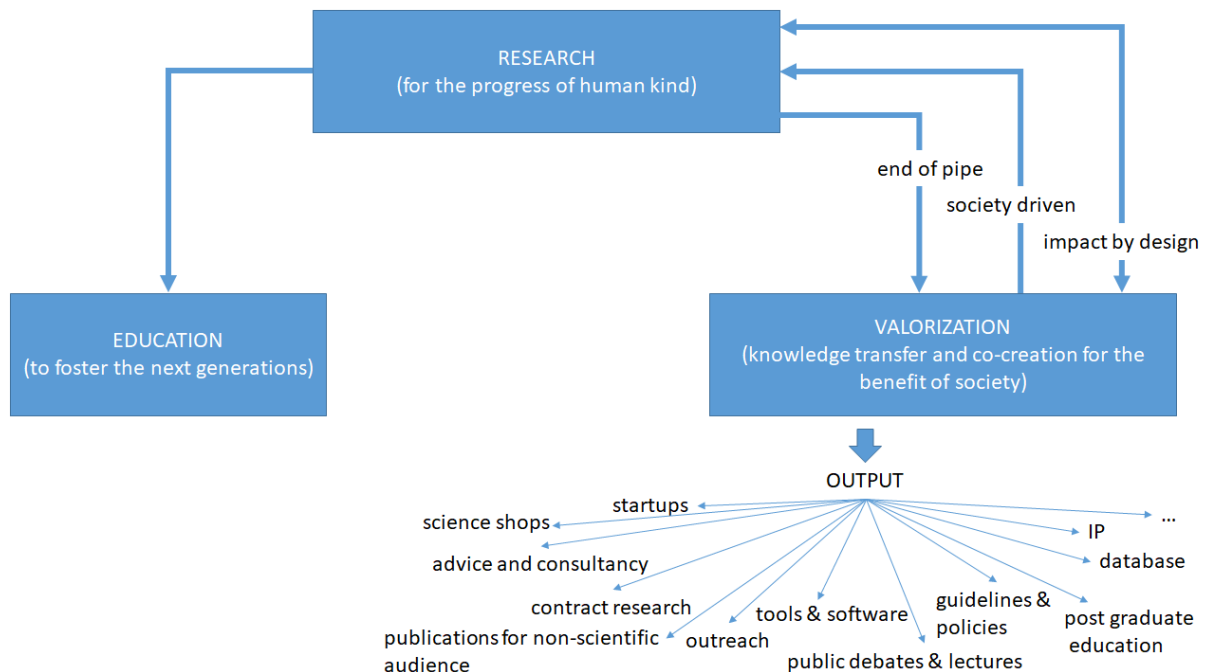 RESEARCH
(for the progress of human kind)
end of pipe
society driven
impact by design
EDUCATION
(to foster the next generations)
VALORIZATION
(knowledge transfer and co-creation for the
benefit of society)
OUTPUT
startups
science shops
advice and consultancy
contract research
publications for non-scientific
audience
outreach
tools & software
public debates & lectures
guidelines &
policies
post graduate
education
database
IP
...